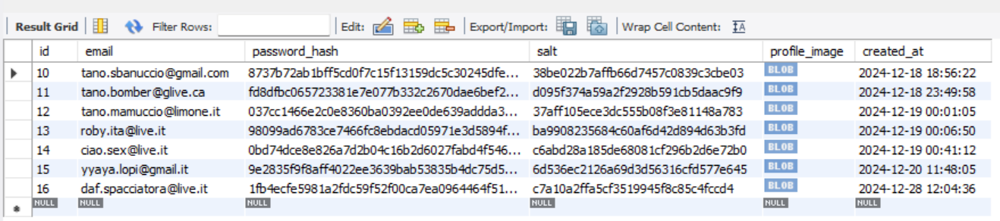 Result Grid Filter Rows: Edit: Export/Import: Wrap Cell Content: IA
id email password_hash salt profile_image created_at
10 tano.sbanuccio@gmail.com 8737b72ab1bff5cd0f7c15f13159dc5c30245dfe... 38be022b7affb66d7457c0839c3cbe03 BLOB 2024-12-18 18:56:22
11 tano.bomber@glive.ca fd8dfbc065723381e7e077b332c2670dae6bef2... d095f374a59a2f2928b591cb5daac9f9 BLOB 2024-12-18 23:49:58
12 tano.mamuccio@limone.it 037cc1466e2c0e8360ba0392ee0de639addda3... 37aff105ece3dc555b08f3e81148a783 BLOB 2024-12-19 00:01:05
13 roby.ita@live.it 98099ad6783ce7466fc8ebdacd05971e3d5894f... ba9908235684c60af6d42d894d63b3fd BLOB 2024-12-19 00:06:50
14 ciao.sex@live.it 0bd74dce8e826a7d2b04c16b2d6027fabd4f546... c6abd28a185de68081cf296b2d6e72b0 BLOB 2024-12-19 00:41:12
15 yyaya.lopi@gmail.it 9e2835f9f8aff4022ee3639bab53835b4dc75d5... 6d536ec2126a69d3d56316cfd577e645 BLOB 2024-12-20 11:48:05
16 daf.spacciatora@live.it 1fb4ecfe5981a2fdc59f52f00ca7ea0964464f51... c7a10a2ffa5cf3519945f8c85c4fccd4 BLOB 2024-12-28 12:04:36
NULL NULL NULL NULL NULL NULL